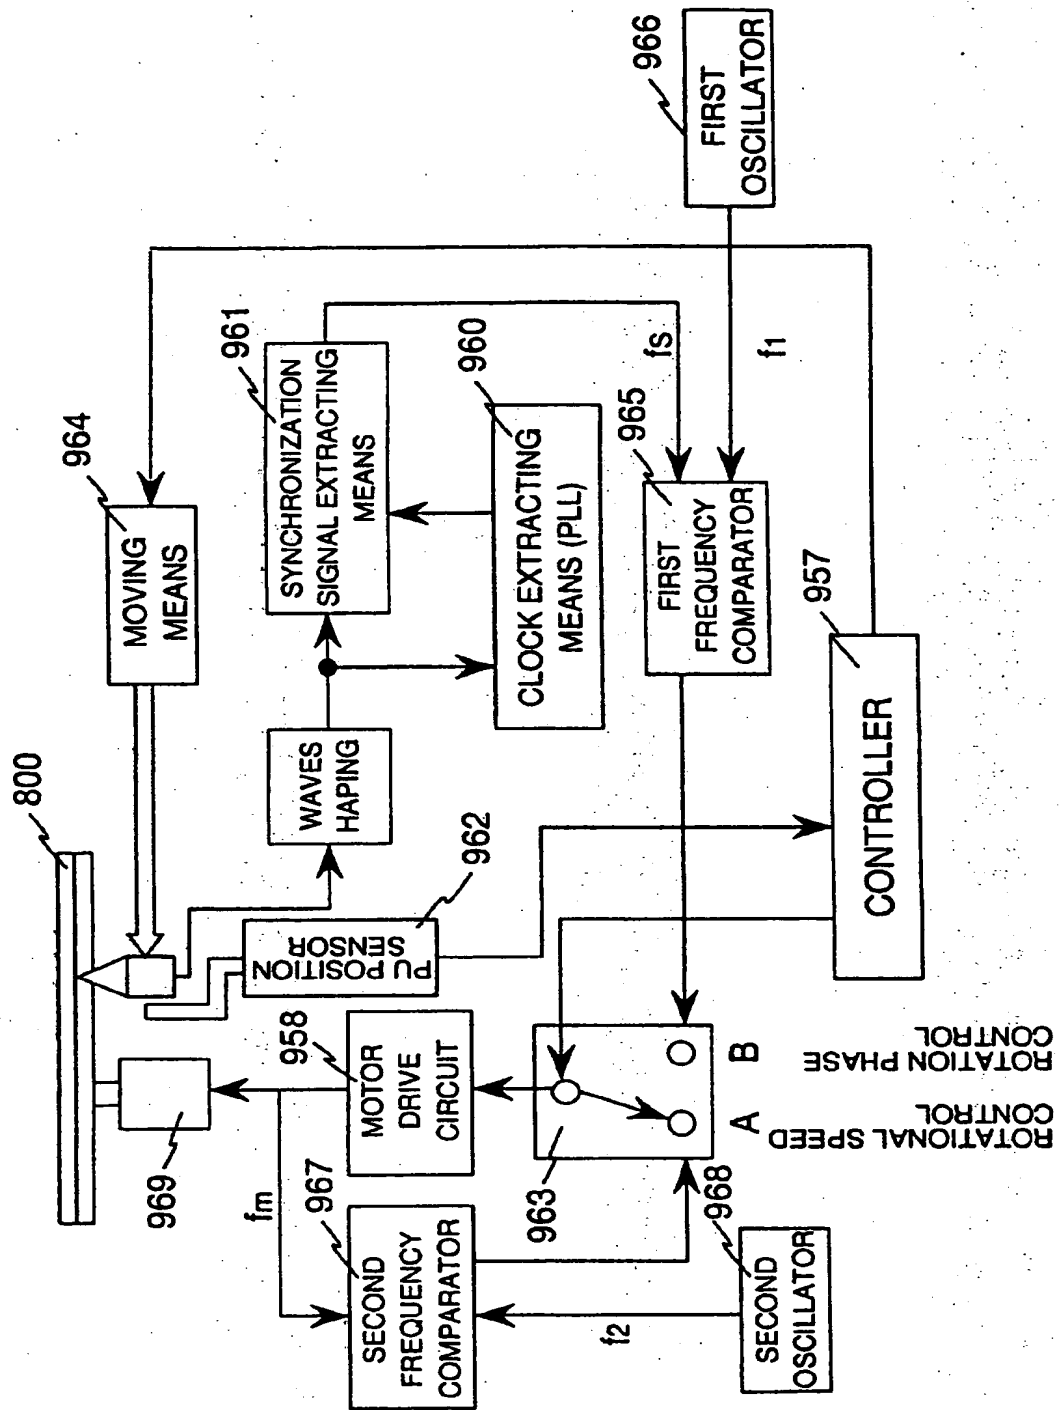 800
964
MOVING
MEANS
961
SYNCHRONIZATION
SIGNAL EXTRACTING
MEANS
960
CLOCK EXTRACTING
MEANS (PLL)
WAVES
HAPING
962
PU POSITION
SENSOR
969
958
MOTOR
DRIVE
CIRCUIT
fm
967
SECOND
FREQUENCY
COMPARATOR
f2
968
SECOND
OSCILLATOR
963
A
B
ROTATIONAL SPEED
CONTROL
ROTATION PHASE
CONTROL
965
FIRST
FREQUENCY
COMPARATOR
fs
f1
966
FIRST
OSCILLATOR
957
CONTROLLER